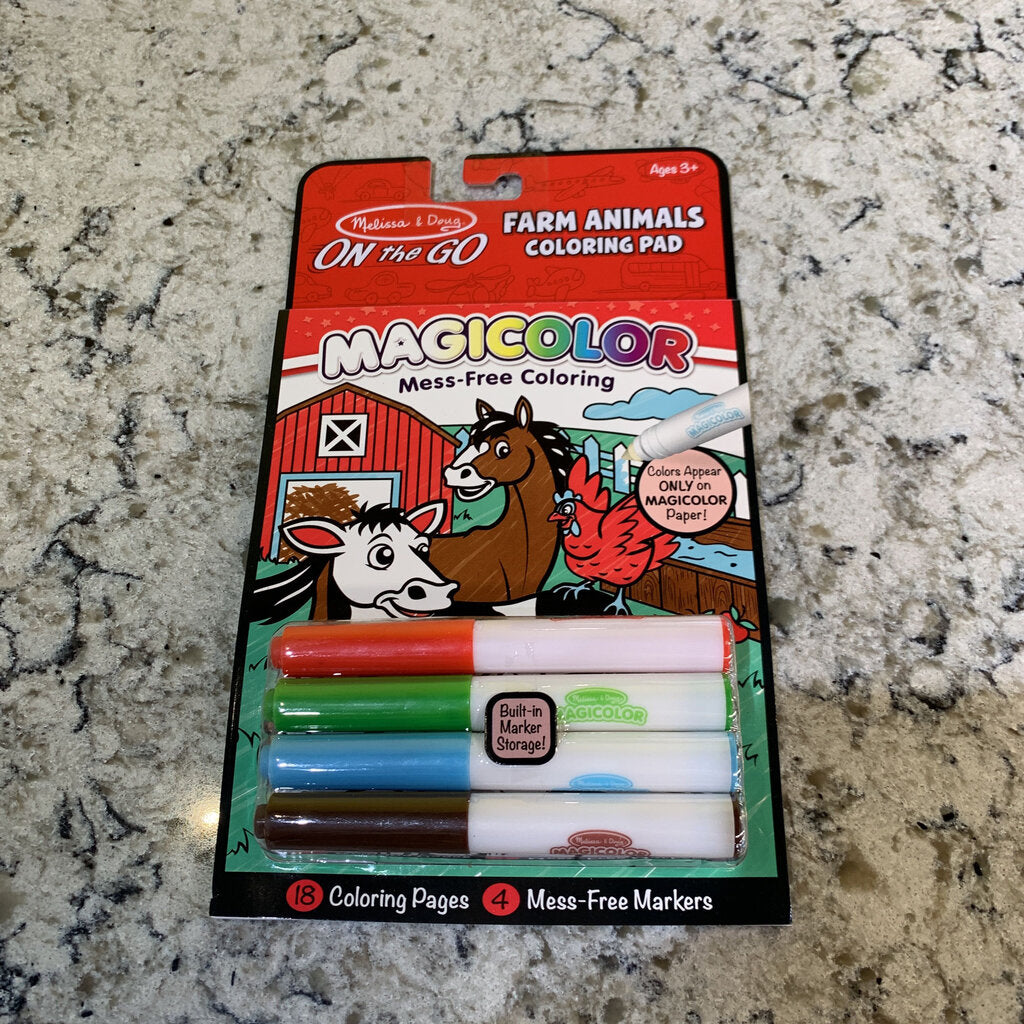 Ages 3+
Melissa & Doug
ON the GO
FARM ANIMALS
COLORING PAD
MAGICOLOR
Mess-Free Coloring
MAGICOLOR
Colors Appear
ONLY on
MAGICOLOR
Paper!
Built-in
Marker
Storage!
Melissa & Doug
MAGICOLOR
Melissa & Doug
MAGICOLOR
18 Coloring Pages 4 Mess-Free Markers